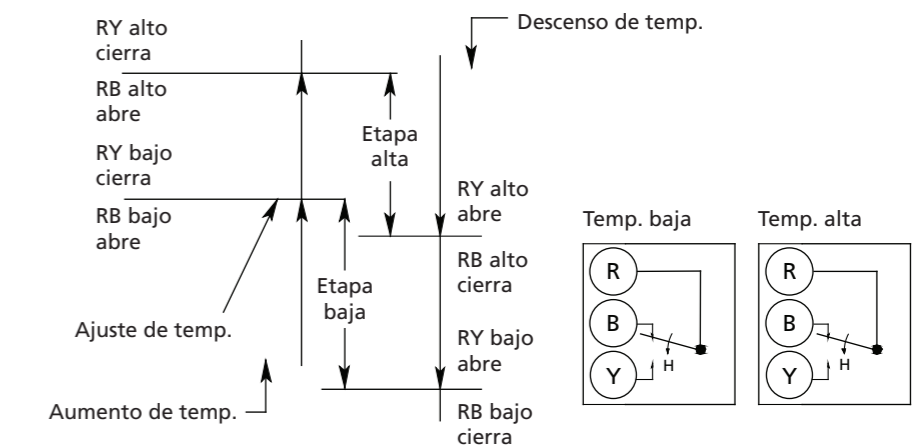 RY alto
cierra
RB alto
abre
RY bajo
cierra
RB bajo
abre
Ajuste de temp.
Aumento de temp.
Etapa
alta
Etapa
baja
Descenso de temp.
RY alto
abre
RB alto
cierra
RY bajo
abre
RB bajo
cierra
Temp. baja
R
B
H
Y
Temp. alta
R
B
H
Y